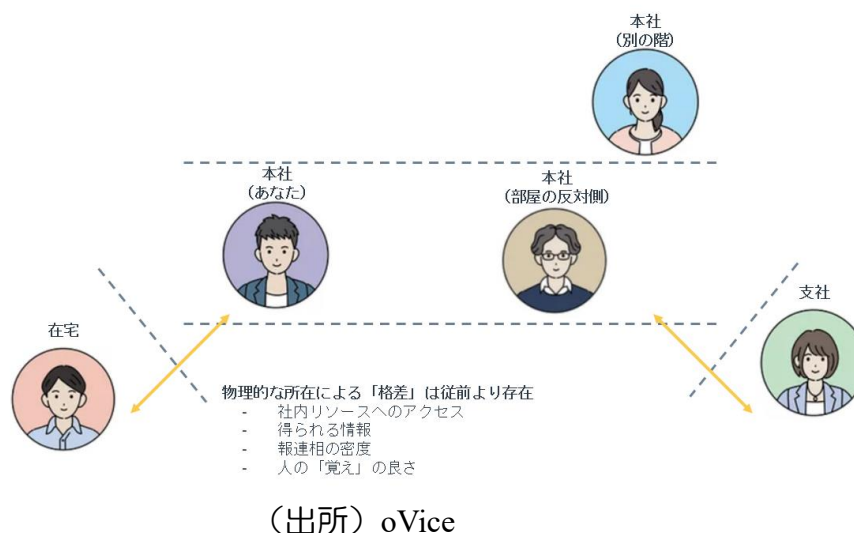 本社
(別の階)
本社
(あなた)
本社
(部屋の反対側)
在宅
支社
物理的な所在による「格差」は従前より存在
- 社内リソースへのアクセス
- 得られる情報
- 報連相の密度
- 人の「覚え」の良さ
（出所）oVice